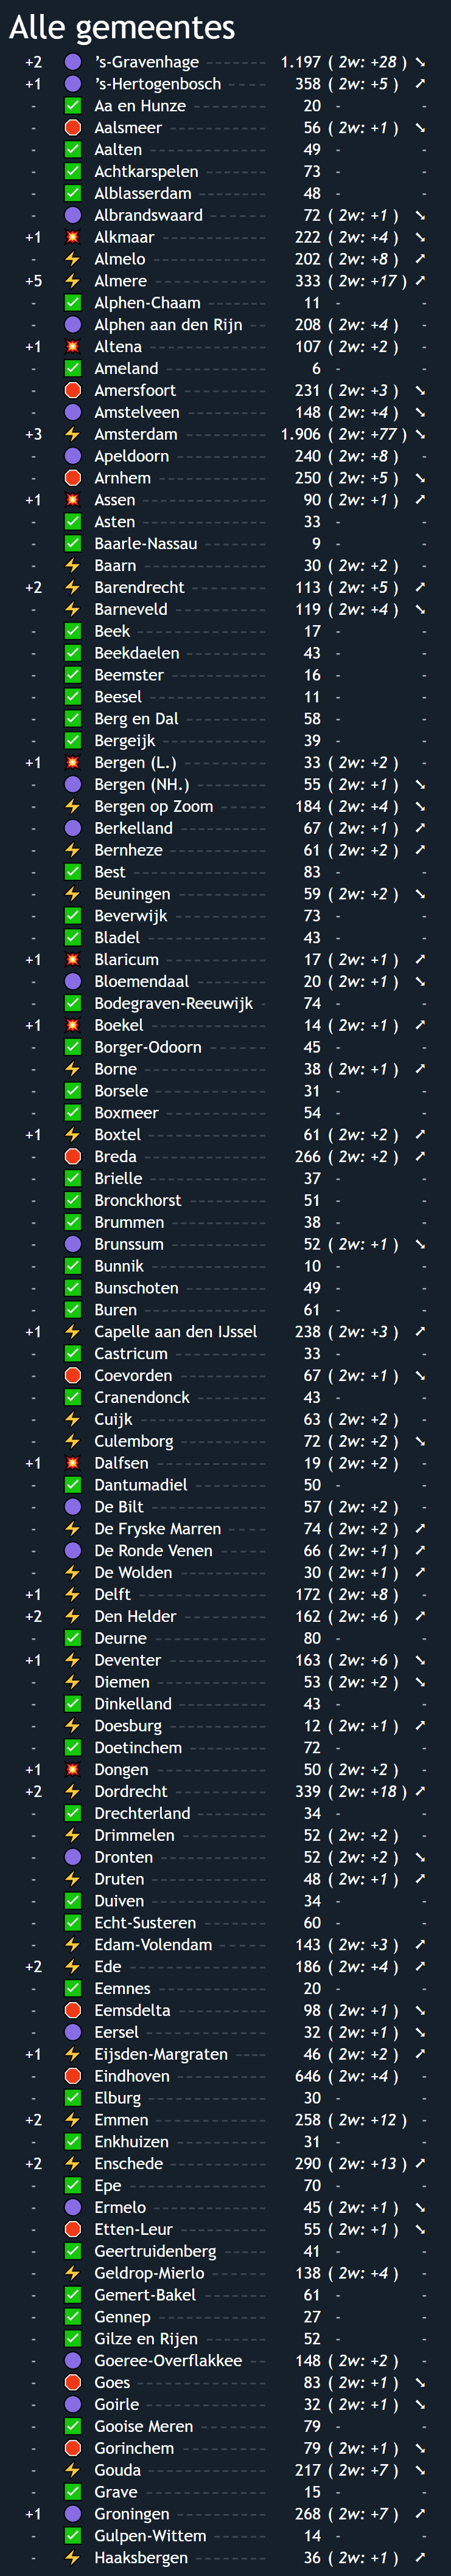 Alle gemeentes
+2 's-Gravenhage 1.197 ( 2w: +28 ) ➘
+1 's-Hertogenbosch 358 ( 2w: +5 ) ➚
- Aa en Hunze 20 - -
- Aalsmeer 56 ( 2w: +1 ) ➘
- Aalten 49 - -
- Achtkarspelen 73 - -
- Alblasserdam 48 - -
- Albrandswaard 72 ( 2w: +1 ) ➘
+1 Alkmaar 222 ( 2w: +4 ) ➘
- Almelo 202 ( 2w: +8 ) ➚
+5 Almere 333 ( 2w: +17 ) ➚
- Alphen-Chaam 11 - -
- Alphen aan den Rijn 208 ( 2w: +4 ) -
+1 Altena 107 ( 2w: +2 ) -
- Ameland 6 - -
- Amersfoort 231 ( 2w: +3 ) ➘
- Amstelveen 148 ( 2w: +4 ) ➘
+3 Amsterdam 1.906 ( 2w: +77 ) ➘
- Apeldoorn 240 ( 2w: +8 ) -
- Arnhem 250 ( 2w: +5 ) ➘
+1 Assen 90 ( 2w: +1 ) ➚
- Asten 33 - -
- Baarle-Nassau 9 - -
- Baarn 30 ( 2w: +2 ) -
+2 Barendrecht 113 ( 2w: +5 ) ➚
- Barneveld 119 ( 2w: +4 ) ➘
- Beek 17 - -
- Beekdaelen 43 - -
- Beemster 16 - -
- Beesel 11 - -
- Berg en Dal 58 - -
- Bergeijk 39 - -
+1 Bergen (L.) 33 ( 2w: +2 ) -
- Bergen (NH.) 55 ( 2w: +1 ) ➘
- Bergen op Zoom 184 ( 2w: +4 ) ➘
- Berkelland 67 ( 2w: +1 ) ➚
- Bernheze 61 ( 2w: +2 ) ➚
- Best 83 - -
- Beuningen 59 ( 2w: +2 ) ➘
- Beverwijk 73 - -
- Bladel 43 - -
+1 Blaricum 17 ( 2w: +1 ) ➚
- Bloemendaal 20 ( 2w: +1 ) ➘
- Bodegraven-Reeuwijk 74 - -
+1 Boekel 14 ( 2w: +1 ) ➚
- Borger-Odoorn 45 - -
- Borne 38 ( 2w: +1 ) ➚
- Borsele 31 - -
- Boxmeer 54 - -
+1 Boxtel 61 ( 2w: +2 ) ➚
- Breda 266 ( 2w: +2 ) ➚
- Brielle 37 - -
- Bronckhorst 51 - -
- Brummen 38 - -
- Brunssum 52 ( 2w: +1 ) ➘
- Bunnik 10 - -
- Bunschoten 49 - -
- Buren 61 - -
+1 Capelle aan den IJssel 238 ( 2w: +3 ) ➚
- Castricum 33 - -
- Coevorden 67 ( 2w: +1 ) ➘
- Cranendonck 43 - -
- Cuijk 63 ( 2w: +2 ) -
- Culemborg 72 ( 2w: +2 ) ➘
+1 Dalfsen 19 ( 2w: +2 ) -
- Dantumadiel 50 - -
- De Bilt 57 ( 2w: +2 ) -
- De Fryske Marren 74 ( 2w: +2 ) ➚
- De Ronde Venen 66 ( 2w: +1 ) ➚
- De Wolden 30 ( 2w: +1 ) ➚
+1 Delft 172 ( 2w: +8 ) -
+2 Den Helder 162 ( 2w: +6 ) ➚
- Deurne 80 - -
+1 Deventer 163 ( 2w: +6 ) ➘
- Diemen 53 ( 2w: +2 ) ➘
- Dinkelland 43 - -
- Doesburg 12 ( 2w: +1 ) ➚
- Doetinchem 72 - -
+1 Dongen 50 ( 2w: +2 ) -
+2 Dordrecht 339 ( 2w: +18 ) ➚
- Drechterland 34 - -
- Drimmelen 52 ( 2w: +2 ) -
- Dronten 52 ( 2w: +2 ) ➘
- Druten 48 ( 2w: +1 ) ➚
- Duiven 34 - -
- Echt-Susteren 60 - -
- Edam-Volendam 143 ( 2w: +3 ) ➚
+2 Ede 186 ( 2w: +4 ) ➚
- Eemnes 20 - -
- Eemsdelta 98 ( 2w: +1 ) ➘
- Eersel 32 ( 2w: +1 ) ➘
+1 Eijsden-Margraten 46 ( 2w: +2 ) ➚
- Eindhoven 646 ( 2w: +4 ) -
- Elburg 30 - -
+2 Emmen 258 ( 2w: +12 ) -
- Enkhuizen 31 - -
+2 Enschede 290 ( 2w: +13 ) ➚
- Epe 70 - -
- Ermelo 45 ( 2w: +1 ) ➘
- Etten-Leur 55 ( 2w: +1 ) ➘
- Geertruidenberg 41 - -
- Geldrop-Mierlo 138 ( 2w: +4 ) -
- Gemert-Bakel 61 - -
- Gennep 27 - -
- Gilze en Rijen 52 - -
- Goeree-Overflakkee 148 ( 2w: +2 ) -
- Goes 83 ( 2w: +1 ) ➘
- Goirle 32 ( 2w: +1 ) ➘
- Gooise Meren 79 - -
- Gorinchem 79 ( 2w: +1 ) ➘
- Gouda 217 ( 2w: +7 ) ➘
- Grave 15 - -
+1 Groningen 268 ( 2w: +7 ) ➚
- Gulpen-Wittem 14 - -
- Haaksbergen 36 ( 2w: +1 ) ➚